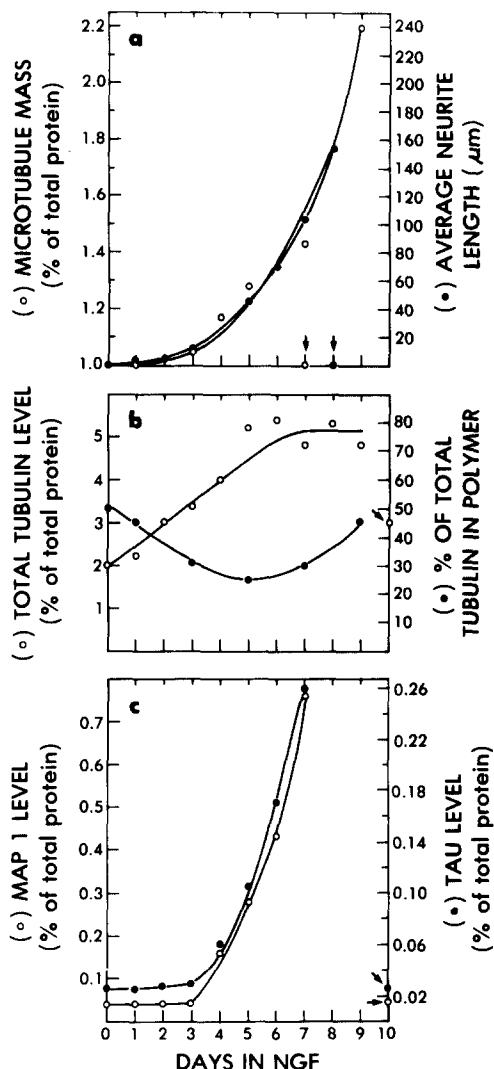 a
(○) MICROTUBULE MASS
(% of total protein)
2.2
2.0
1.8
1.6
1.4
1.2
1.0
240
220
200
180
160
140
120
100
80
60
40
20
(●) AVERAGE NEURITE
LENGTH (μm)
b
(○) TOTAL TUBULIN LEVEL
(% of total protein)
5
4
3
2
1
80
70
60
50
40
30
20
10
(●) % OF TOTAL
TUBULIN IN POLYMER
c
(○) MAP 1 LEVEL
(% of total protein)
0.7
0.6
0.5
0.4
0.3
0.2
0.1
0.26
0.22
0.18
0.14
0.10
0.06
0.02
(●) TAU LEVEL
(% of total protein)
0 1 2 3 4 5 6 7 8 9 10
DAYS IN NGF